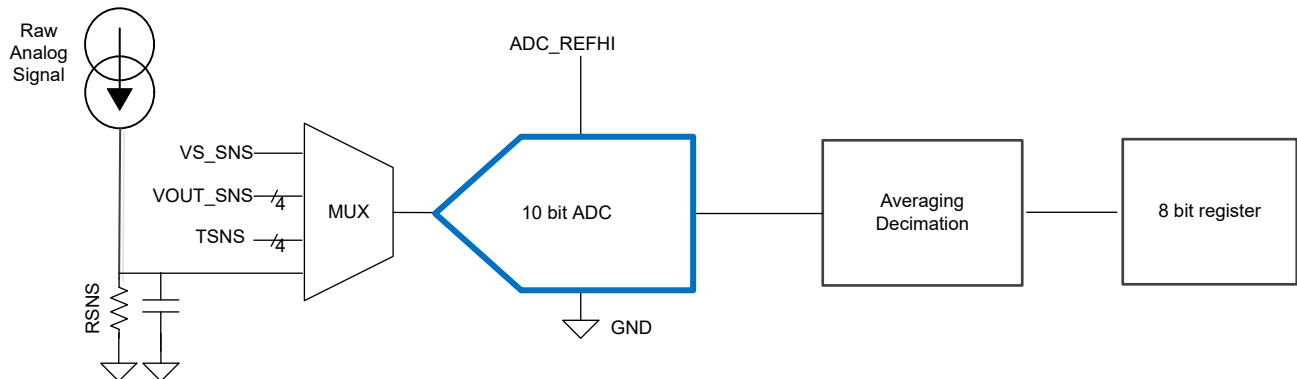 Raw
Analog
Signal
ADC_REFHI
VS_SNS
VOUT_SNS
4
TSNS
4
MUX
10 bit ADC
Averaging
Decimation
8 bit register
RSNS
GND